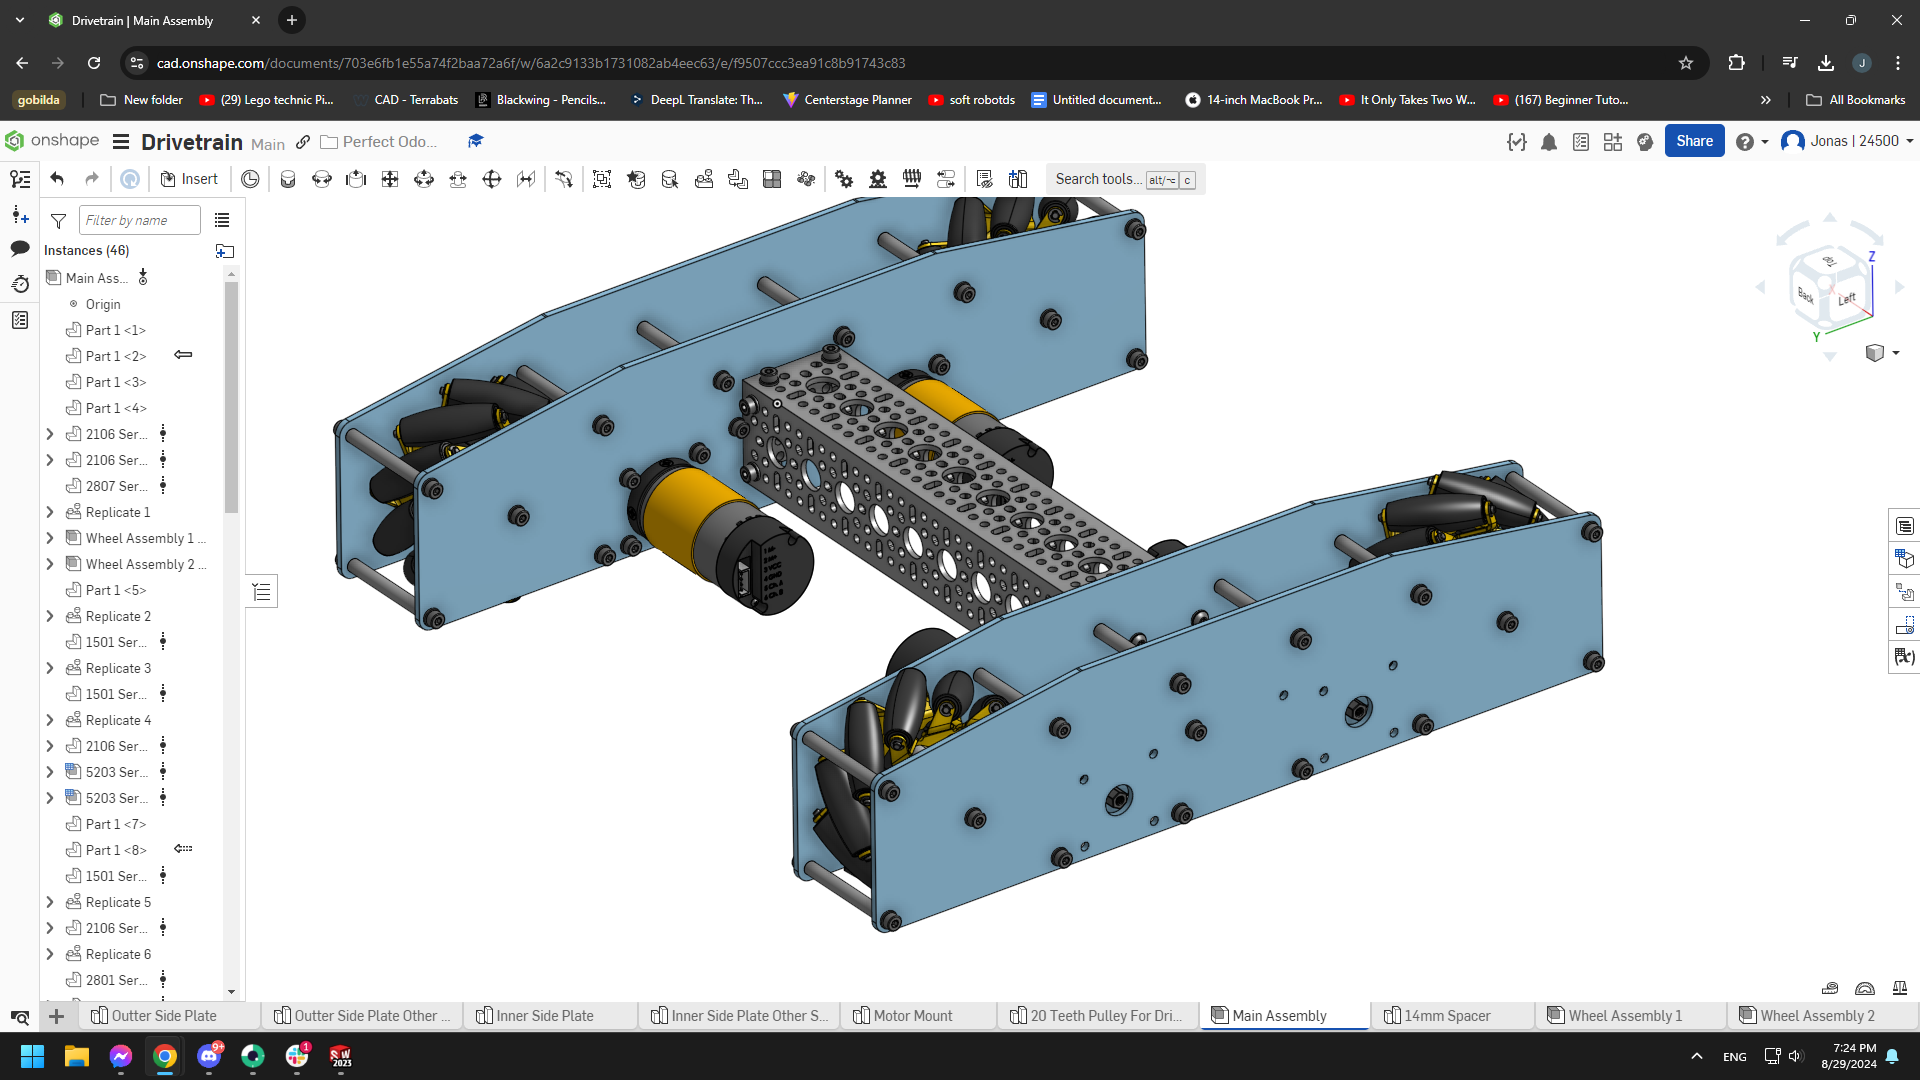 Drivetrain | Main Assembly
cad.onshape.com/documents/703e6fb1e55a74f2baa72a6f/w/6a2c9133b1731082ab4eec63/e/f9507ccc3ea91c8b91743c83
J
gobilda
New folder
(29) Lego technic Pi...
CAD - Terrabats
Blackwing - Pencils...
DeepL Translate: Th...
Centerstage Planner
soft robotds
Untitled document...
14-inch MacBook Pr...
It Only Takes Two W...
(167) Beginner Tuto...
All Bookmarks
onshape
Drivetrain Main
Perfect Odo...
Share
Jonas | 24500
Insert
Search tools... alt/⌥ c
Filter by name
Instances (46)
Main Ass...
Origin
Part 1 <1>
Part 1 <2>
Part 1 <3>
Part 1 <4>
2106 Ser...
2106 Ser...
2807 Ser...
Replicate 1
Wheel Assembly 1 ...
Wheel Assembly 2 ...
Part 1 <5>
Replicate 2
1501 Ser...
Replicate 3
1501 Ser...
Replicate 4
2106 Ser...
5203 Ser...
5203 Ser...
Part 1 <7>
Part 1 <8>
1501 Ser...
Replicate 5
2106 Ser...
Replicate 6
2801 Ser...
Z
Back
Left
X
Y
3 VCC
4 GND
Outter Side Plate
Outter Side Plate Other ...
Inner Side Plate
Inner Side Plate Other S...
Motor Mount
20 Teeth Pulley For Dri...
Main Assembly
14mm Spacer
Wheel Assembly 1
Wheel Assembly 2
9+
1
SW
2023
ENG
7:24 PM
8/29/2024